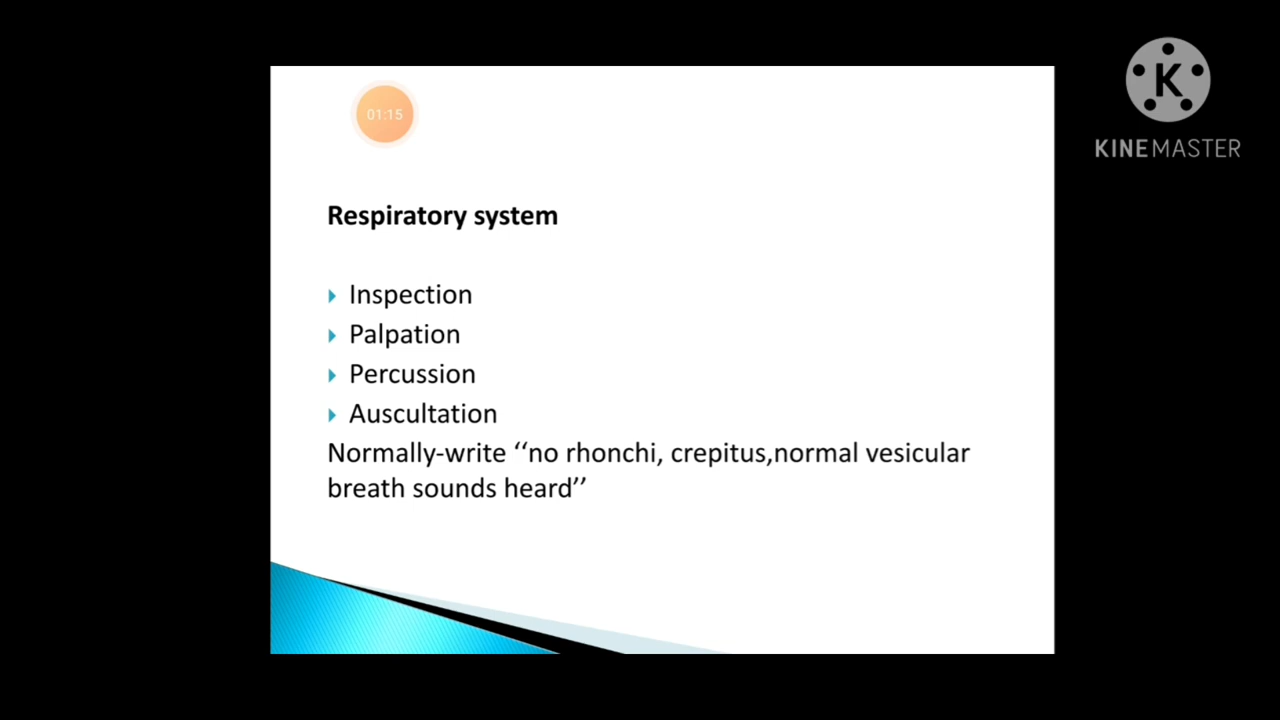 01:15
K
KINEMASTER
Respiratory system
Inspection
Palpation
Percussion
Auscultation
Normally-write ‘‘no rhonchi, crepitus,normal vesicular
breath sounds heard’’